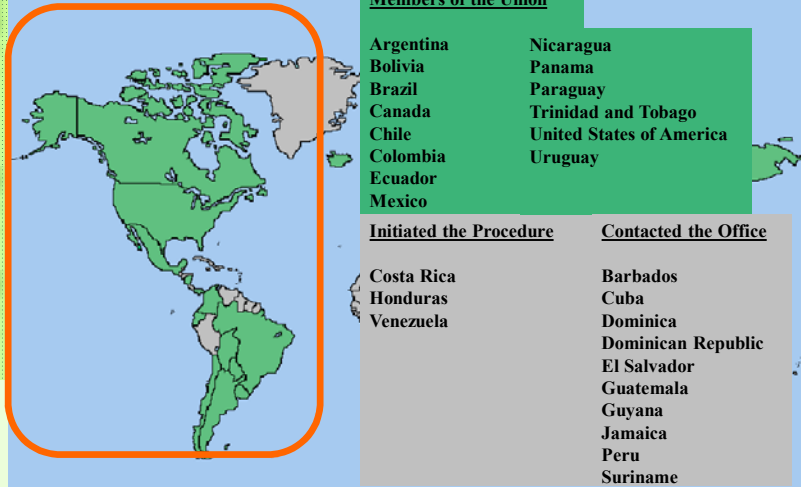 Members of the Union
Argentina
Bolivia
Brazil
Canada
Chile
Colombia
Ecuador
Mexico
Nicaragua
Panama
Paraguay
Trinidad and Tobago
United States of America
Uruguay
Initiated the Procedure
Costa Rica
Honduras
Venezuela
Contacted the Office
Barbados
Cuba
Dominica
Dominican Republic
El Salvador
Guatemala
Guyana
Jamaica
Peru
Suriname